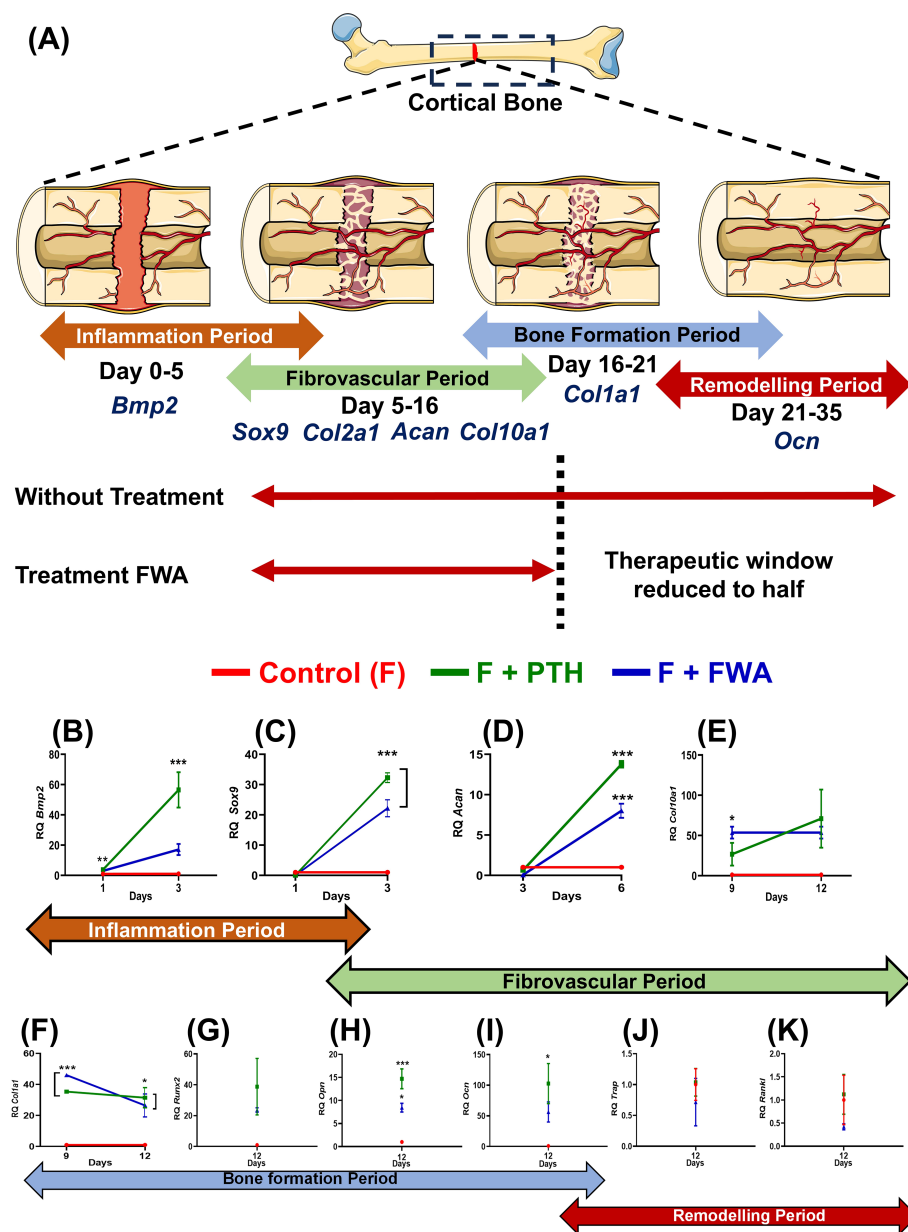 (A)
Cortical Bone
Inflammation Period
Bone Formation Period
Day 0-5
Fibrovascular Period
Day 16-21
Remodelling Period
Bmp2
Day 5-16
Col1a1
Day 21-35
Sox9 Col2a1 Acan Col10a1
Ocn
Without Treatment
Treatment FWA
Therapeutic window
reduced to half
Control (F) F + PTH F + FWA
(B)
RQ Bmp2
80
60
40
20
0
**
***
1 3
Days
(C)
RQ Sox9
40
30
20
10
0
***
1 3
Days
(D)
RQ Acan
15
10
5
0
***
***
3 6
Days
(E)
RQ Col10a1
150
100
50
0
*
9 12
Days
Inflammation Period
Fibrovascular Period
(F)
RQ Col1a1
60
40
20
0
***
*
9 12
Days
(G)
RQ Runx2
60
40
20
0
12
Days
(H)
RQ Opn
20
15
10
5
0
***
*
12
Days
(I)
RQ Ocn
150
100
50
0
*
12
Days
(J)
RQ Trap
1.5
1.0
0.5
0.0
12
Days
(K)
RQ Rankl
2.0
1.5
1.0
0.5
0.0
12
Days
Bone formation Period
Remodelling Period